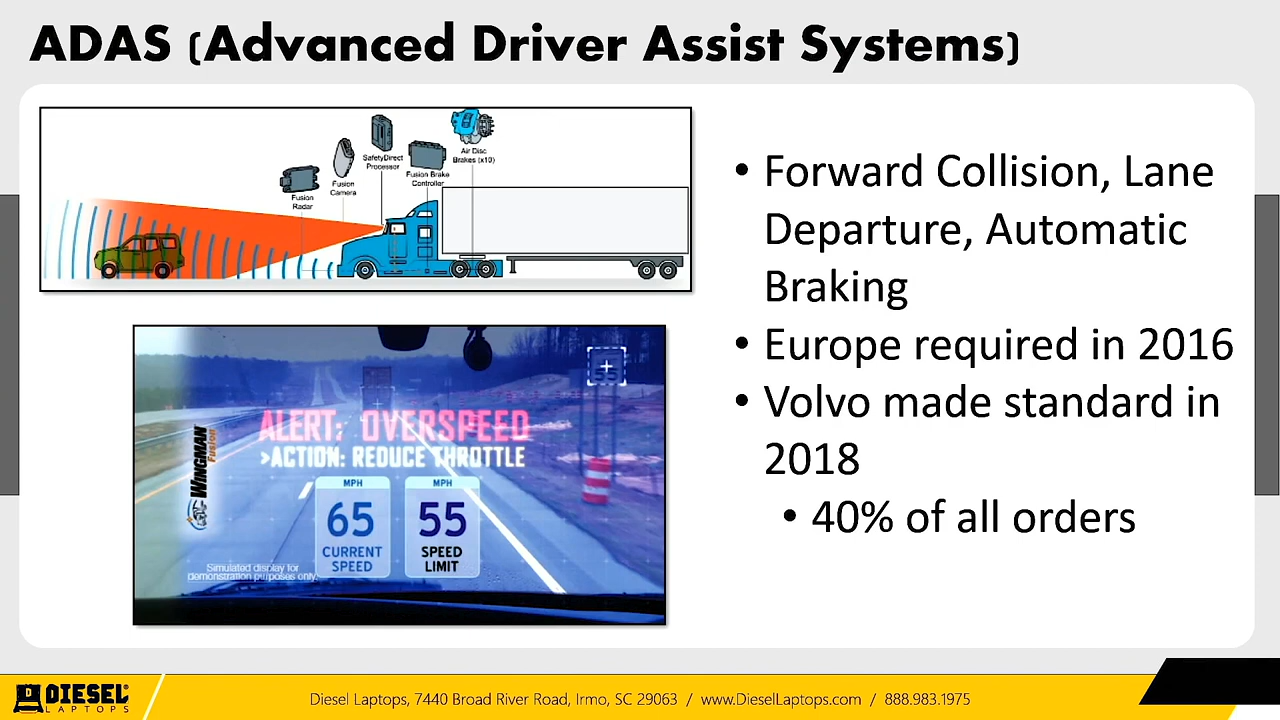 ADAS (Advanced Driver Assist Systems)
Air Disc
Brakes (x10)
SafetyDirect
Processor
Fusion Brake
Controller
Fusion
Camera
Fusion
Radar
• Forward Collision, Lane
Departure, Automatic
Braking
• Europe required in 2016
• Volvo made standard in
2018
• 40% of all orders
55
ALERT: OVERSPEED
>ACTION: REDUCE THROTTLE
WINGMAN
Fusion
MPH
65
CURRENT
SPEED
MPH
55
SPEED
LIMIT
Simulated display for
demonstration purposes only.
DIESEL
LAPTOPS
Diesel Laptops, 7440 Broad River Road, Irmo, SC 29063 / www.DieselLaptops.com / 888.983.1975